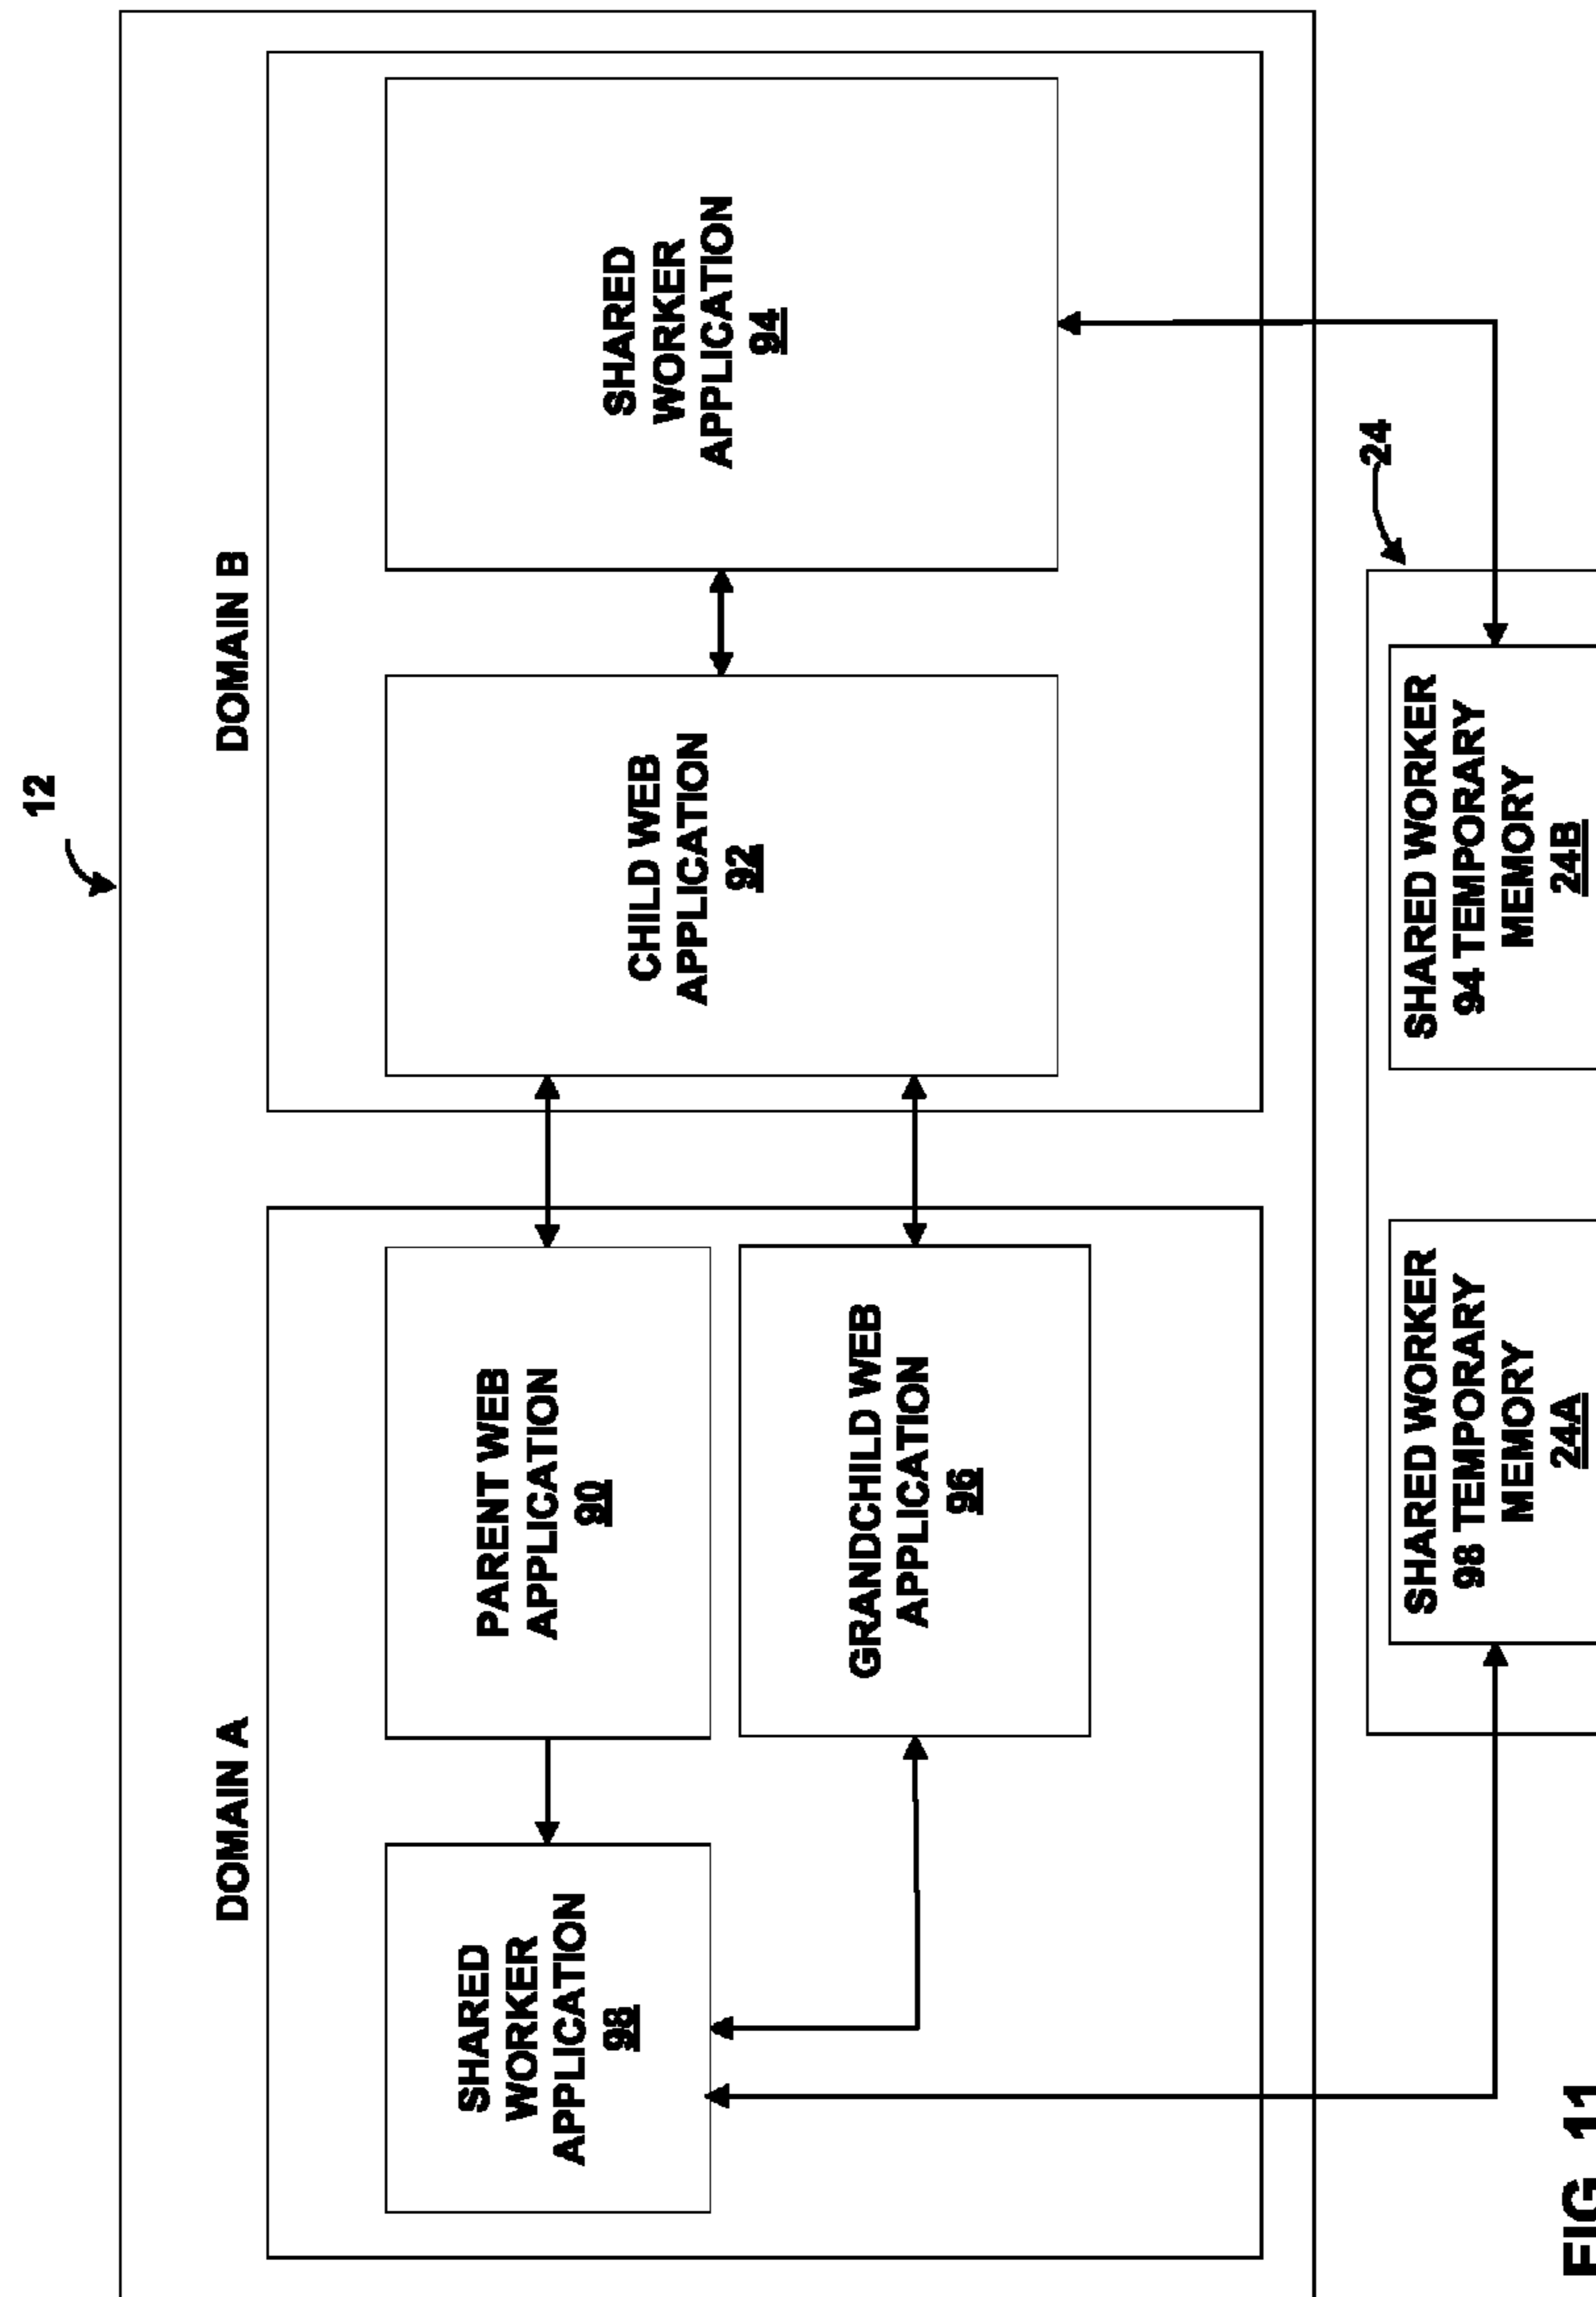 12
DOMAIN A
DOMAIN B
SHARED
WORKER
APPLICATION
98
PARENT WEB
APPLICATION
90
GRANDCHILD WEB
APPLICATION
96
CHILD WEB
APPLICATION
92
SHARED
WORKER
APPLICATION
94
24
SHARED WORKER
98 TEMPORARY
MEMORY
24A
SHARED WORKER
94 TEMPORARY
MEMORY
24B
FIG. 11